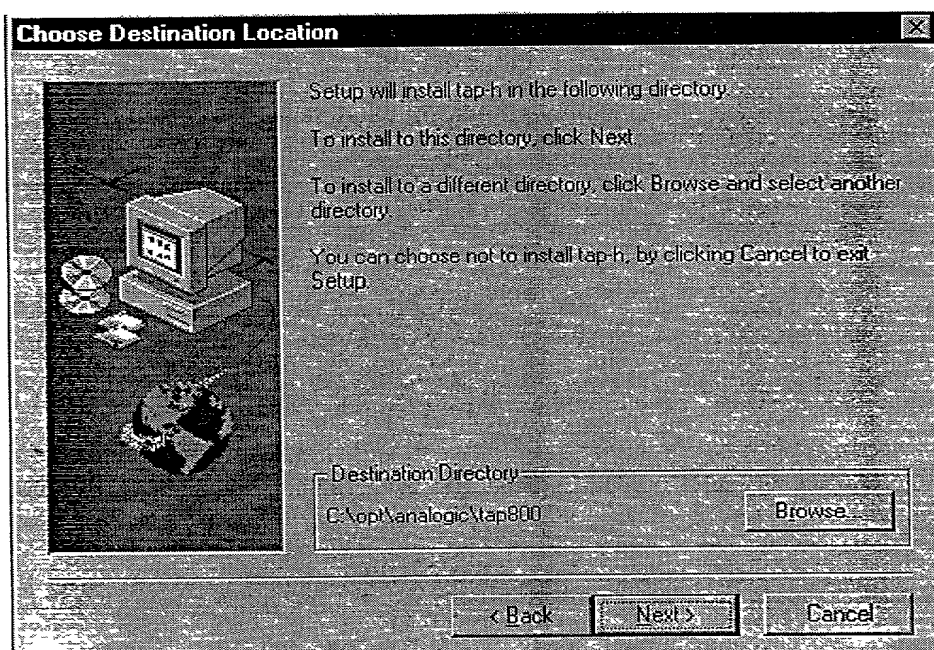 Choose Destination Location
Setup will install tap-h in the following directory.
To install to this directory, click Next.
To install to a different directory, click Browse and select another
directory.
You can choose not to install tap-h, by clicking Cancel to exit
Setup.
Destination Directory
C:\opt\analogic\tap800
Browse...
< Back
Next >
Cancel